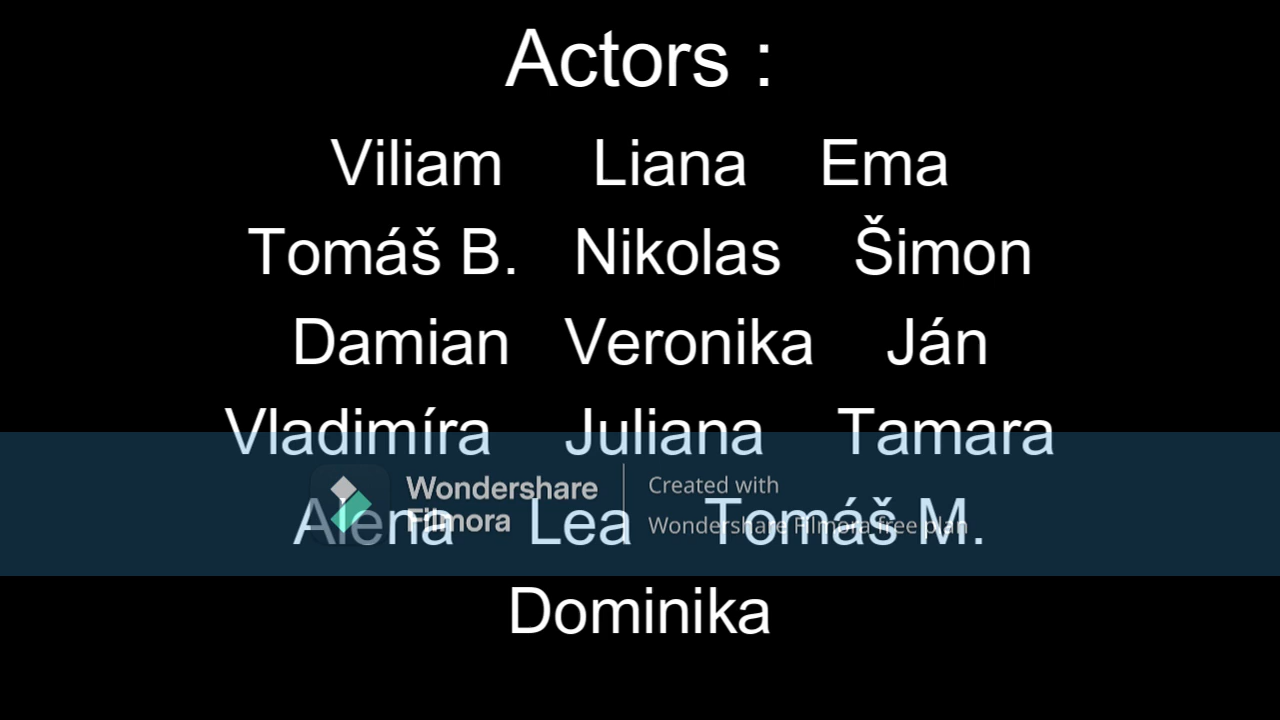 Actors :
Viliam Liana Ema
Tomáš B. Nikolas Šimon
Damian Veronika Ján
Vladimíra Juliana Tamara
Alena Lea Tomáš M.
Wondershare
Filmora
Created with
Wondershare Filmora free plan
Dominika